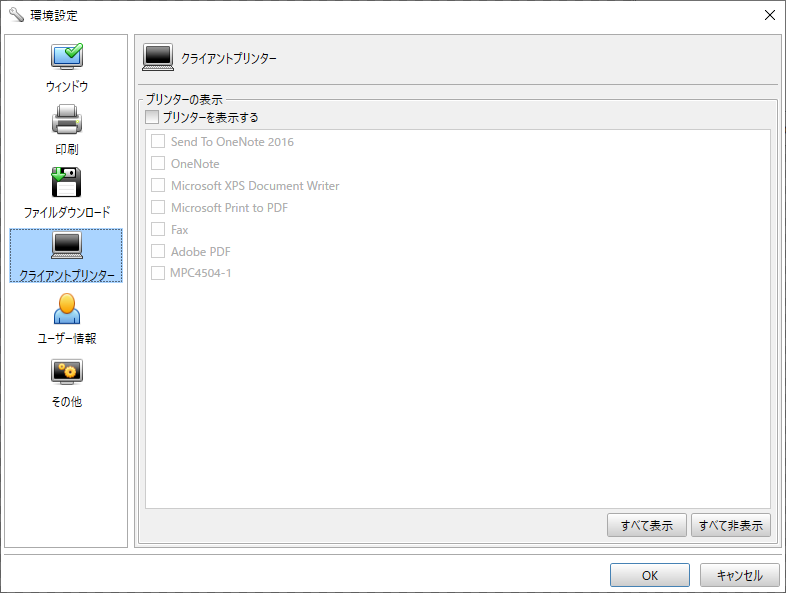 環境設定
ウィンドウ
印刷
ファイルダウンロード
クライアントプリンター
ユーザー情報
その他
クライアントプリンター
プリンターの表示
プリンターを表示する
Send To OneNote 2016
OneNote
Microsoft XPS Document Writer
Microsoft Print to PDF
Fax
Adobe PDF
MPC4504-1
すべて表示 すべて非表示
OK キャンセル